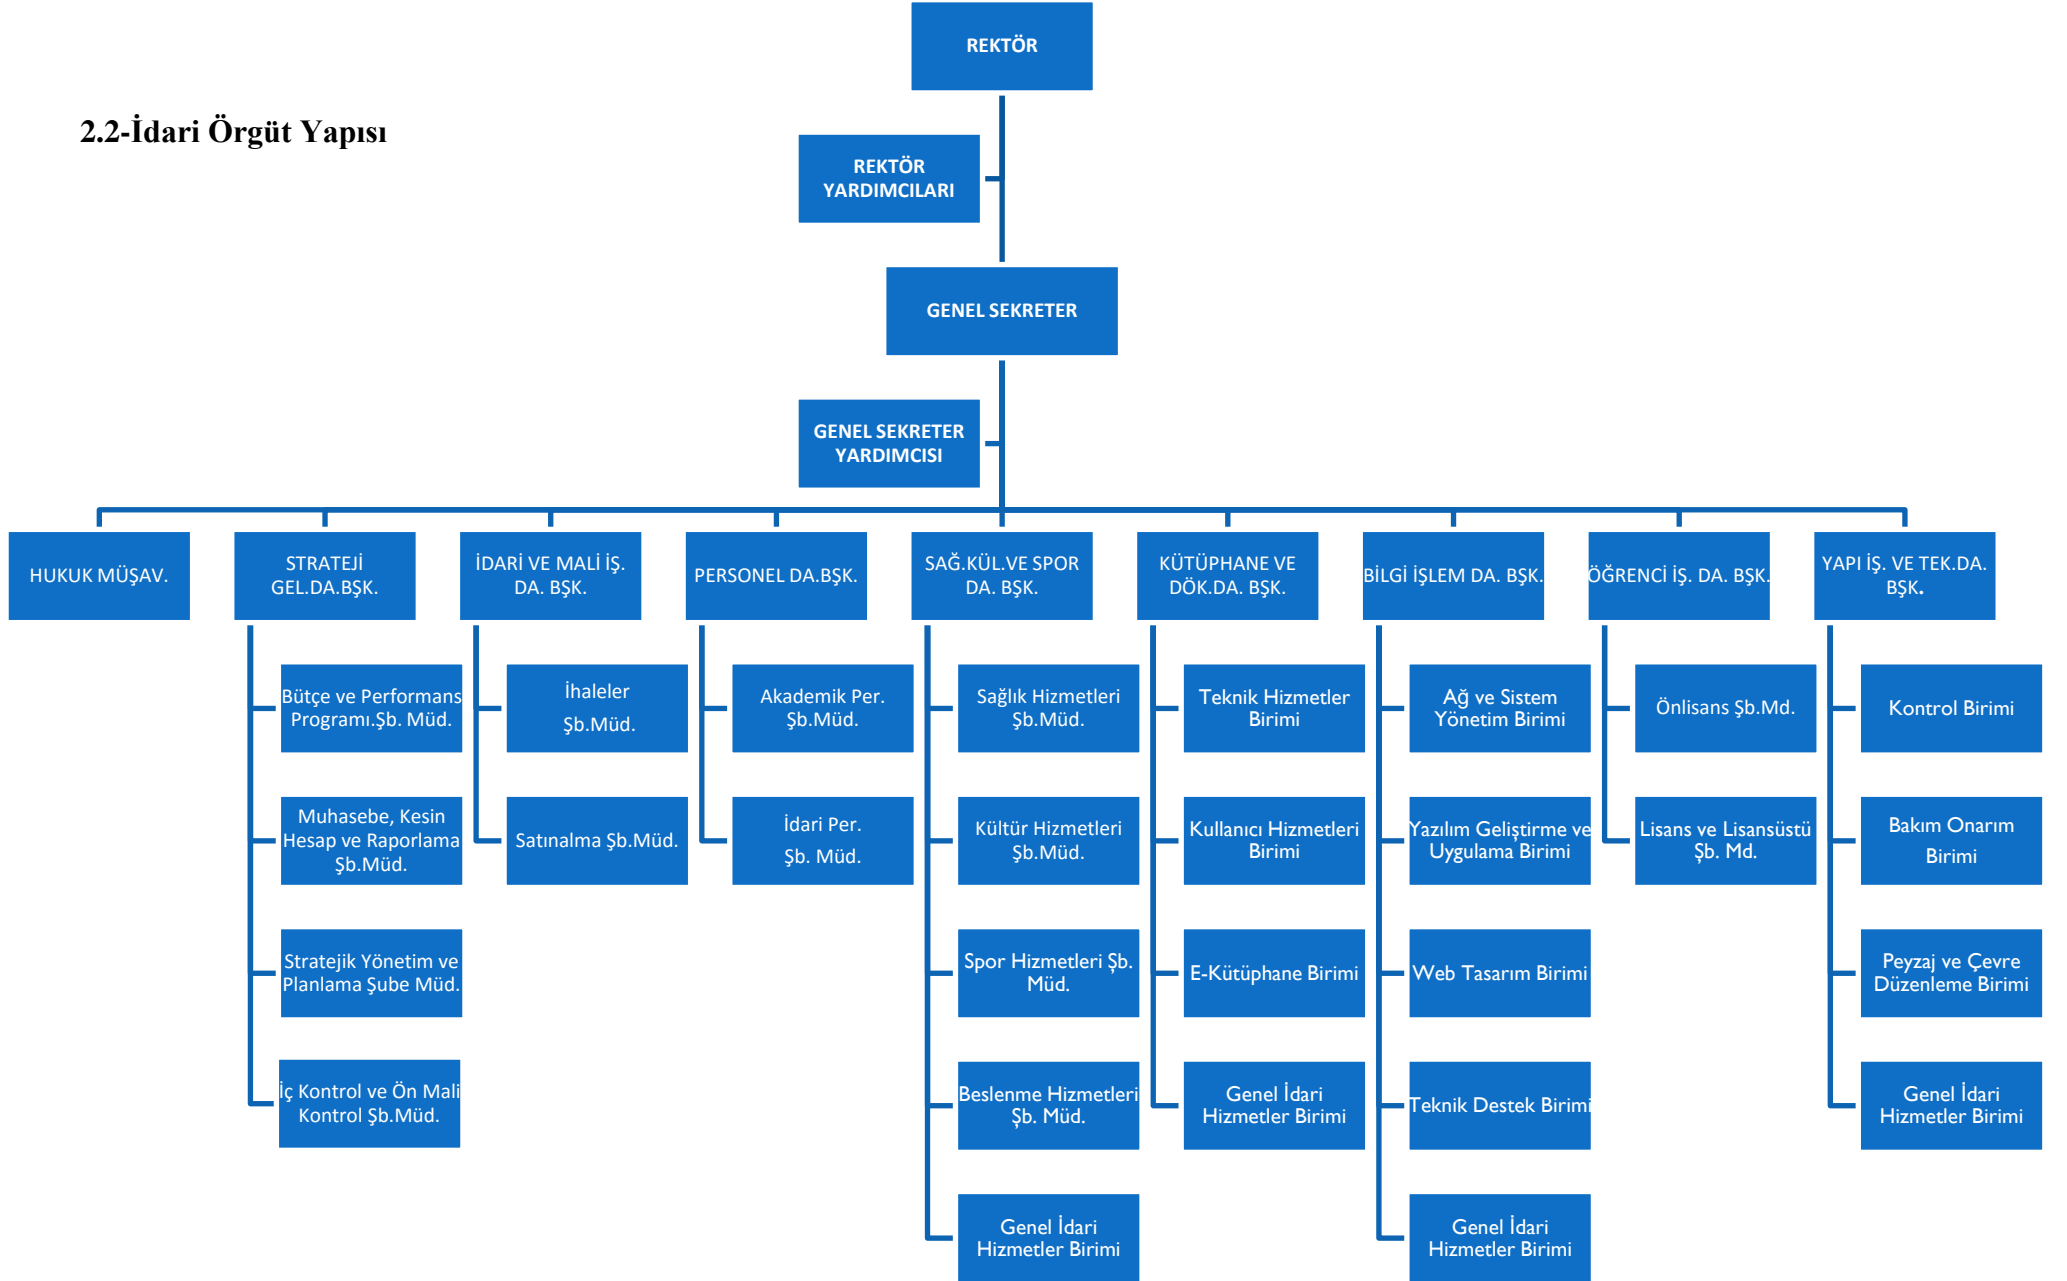 REKTÖR
2.2-İdari Örgüt Yapısı
REKTÖR
YARDIMCILARI
GENEL SEKRETER
GENEL SEKRETER
YARDIMCISI
HUKUK MÜŞAV.
STRATEJİ
GEL.DA.BŞK.
İDARİ VE MALİ İŞ.
DA. BŞK.
PERSONEL DA.BŞK.
SAĞ.KÜL.VE SPOR
DA. BŞK.
KÜTÜPHANE VE
DÖK.DA. BŞK.
BİLGİ İŞLEM DA. BŞK.
ÖĞRENCİ İŞ. DA. BŞK.
YAPI İŞ. VE TEK.DA.
BŞK.
Bütçe ve Performans
Programı.Şb. Müd.
Muhasebe, Kesin
Hesap ve Raporlama
Şb.Müd.
Stratejik Yönetim ve
Planlama Şube Müd.
İç Kontrol ve Ön Mali
Kontrol Şb.Müd.
İhaleler
Şb.Müd.
Satınalma Şb.Müd.
Akademik Per.
Şb.Müd.
İdari Per.
Şb. Müd.
Sağlık Hizmetleri
Şb.Müd.
Kültür Hizmetleri
Şb.Müd.
Spor Hizmetleri Şb.
Müd.
Beslenme Hizmetleri
Şb. Müd.
Genel İdari
Hizmetler Birimi
Teknik Hizmetler
Birimi
Kullanıcı Hizmetleri
Birimi
E-Kütüphane Birimi
Genel İdari
Hizmetler Birimi
Ağ ve Sistem
Yönetim Birimi
Yazılım Geliştirme ve
Uygulama Birimi
Web Tasarım Birimi
Teknik Destek Birimi
Genel İdari
Hizmetler Birimi
Önlisans Şb.Md.
Lisans ve Lisansüstü
Şb. Md.
Kontrol Birimi
Bakım Onarım
Birimi
Peyzaj ve Çevre
Düzenleme Birimi
Genel İdari
Hizmetler Birimi